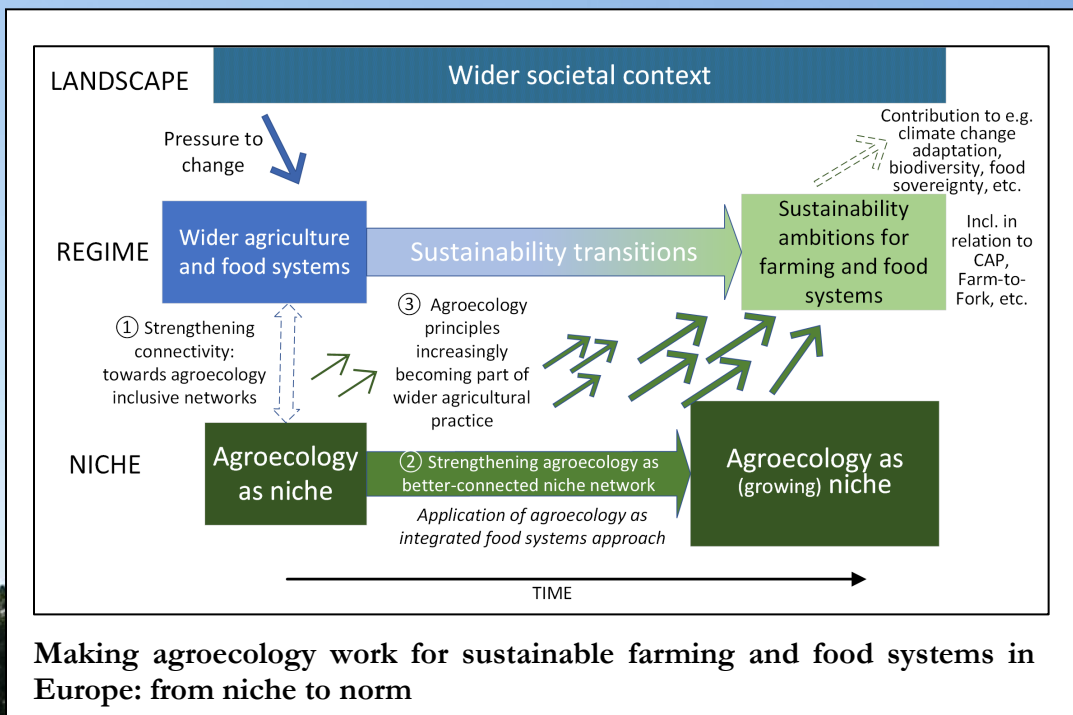 LANDSCAPE
Wider societal context
Pressure to
change
Contribution to e.g.
climate change
adaptation,
biodiversity, food
sovereignty, etc.
REGIME
Wider agriculture
and food systems
Sustainability transitions
Sustainability
ambitions for
farming and food
systems
Incl. in
relation to
CAP,
Farm-to-
Fork, etc.
① Strengthening
connectivity:
towards agroecology
inclusive networks
③ Agroecology
principles
increasingly
becoming part of
wider agricultural
practice
NICHE
Agroecology
as niche
② Strengthening agroecology as
better-connected niche network
Application of agroecology as
integrated food systems approach
Agroecology as
(growing) niche
TIME
Making agroecology work for sustainable farming and food systems in
Europe: from niche to norm